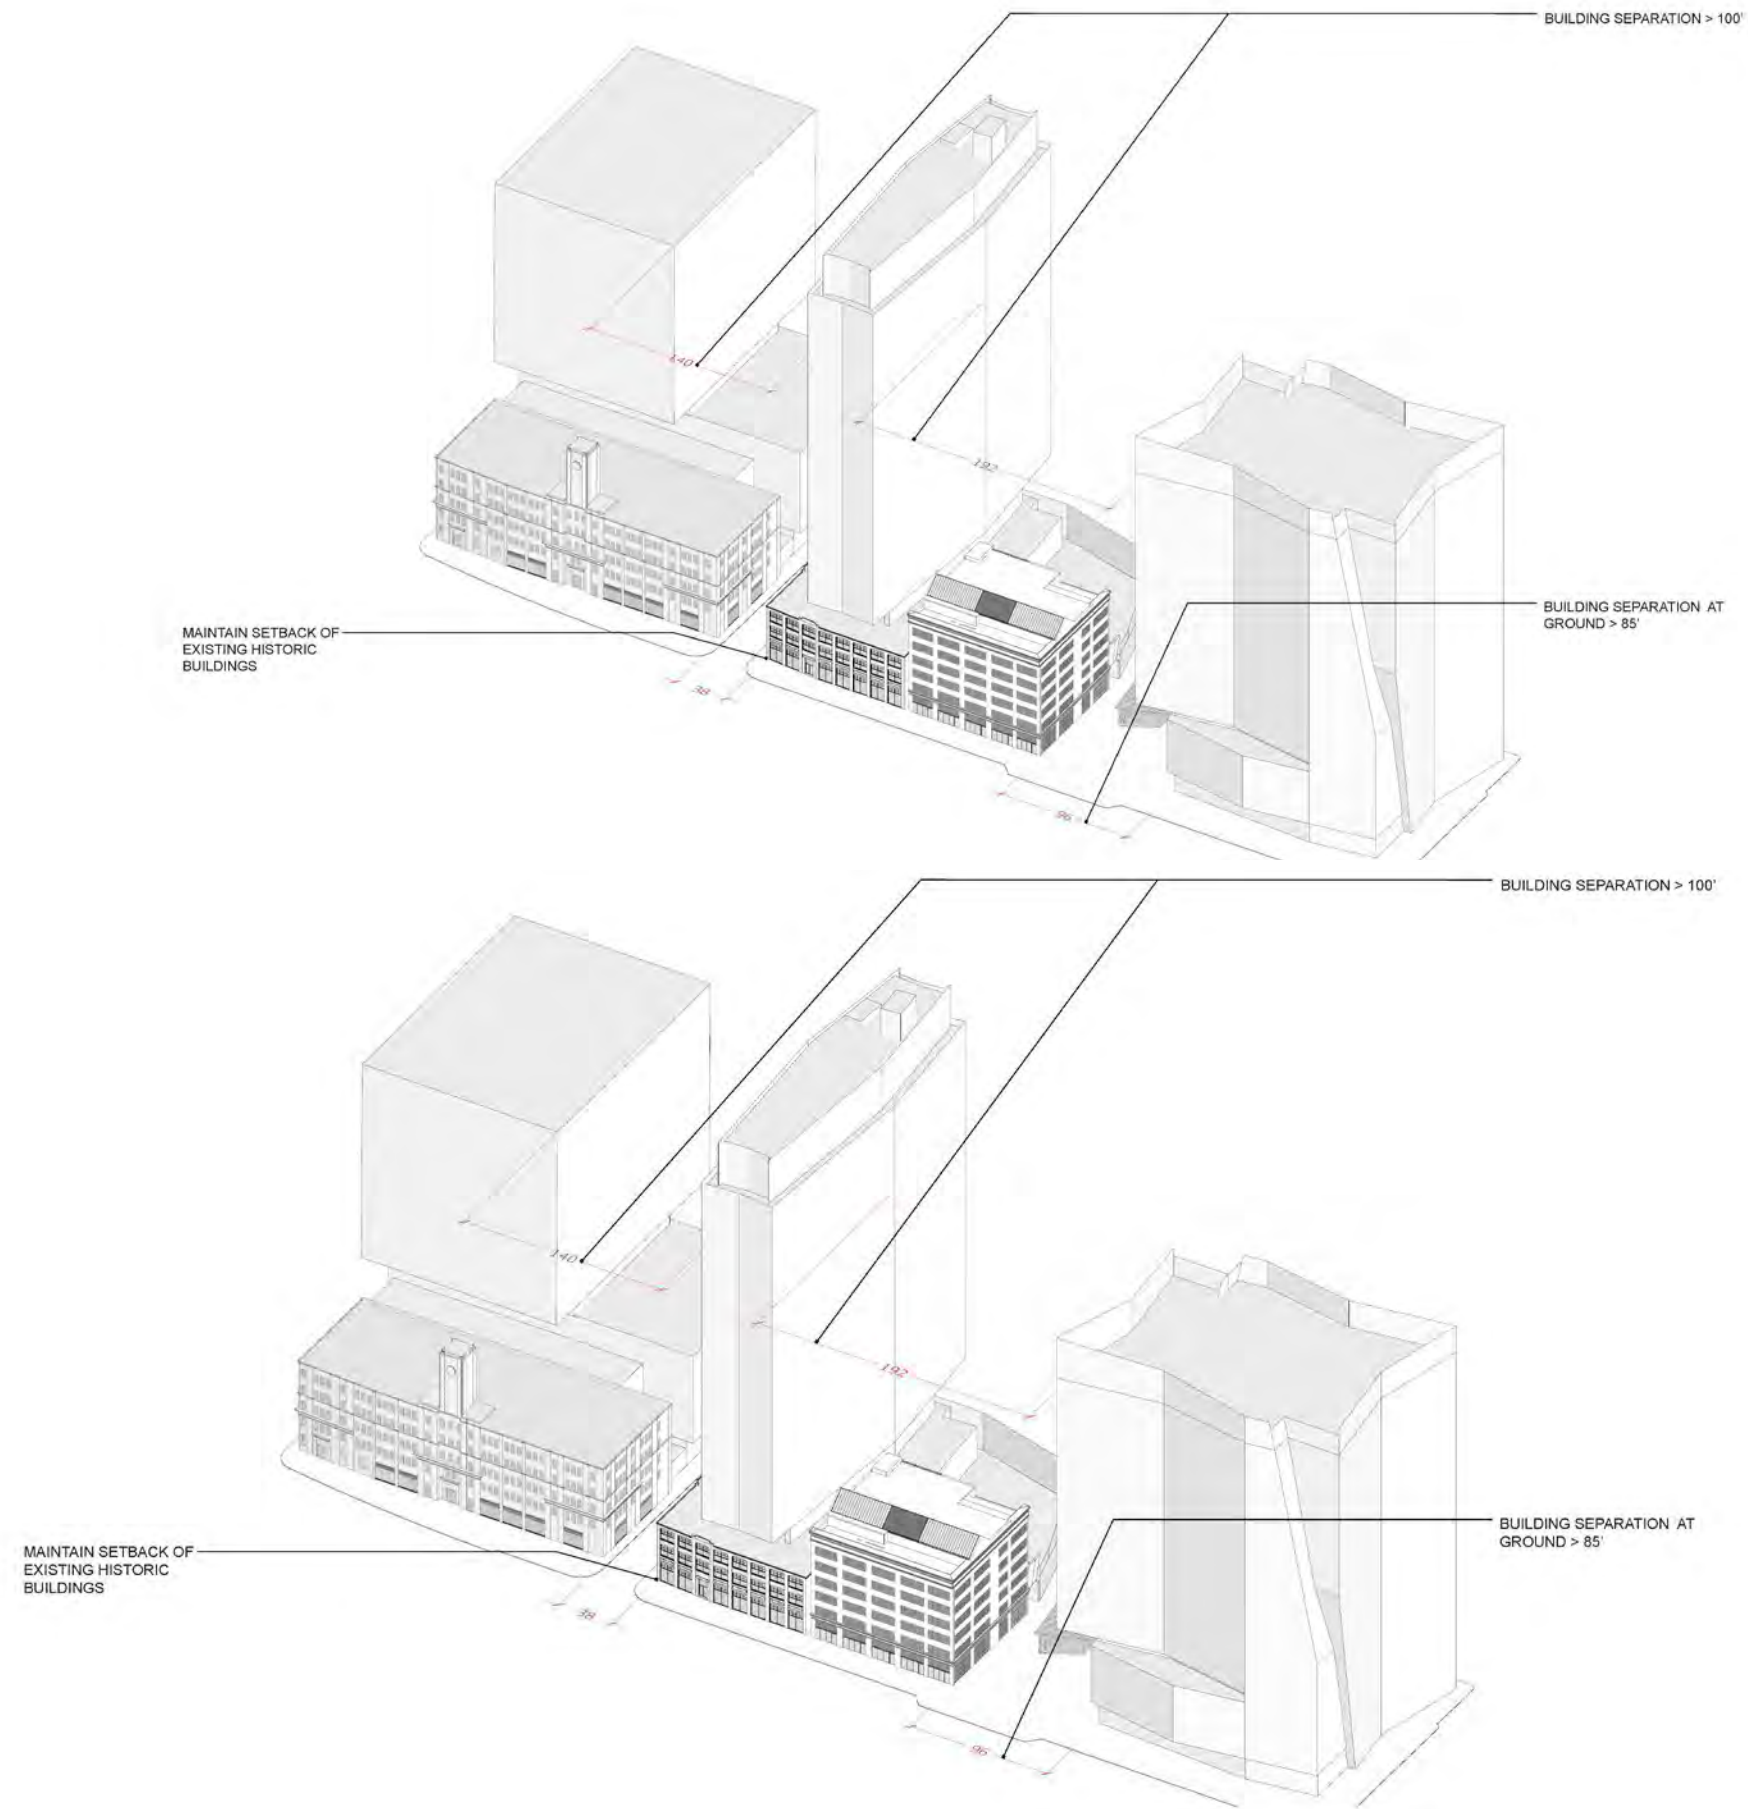 BUILDING SEPARATION > 100'
140
192
BUILDING SEPARATION AT
GROUND > 85'
MAINTAIN SETBACK OF
EXISTING HISTORIC
BUILDINGS
38
96
BUILDING SEPARATION > 100'
140
192
BUILDING SEPARATION AT
GROUND > 85'
MAINTAIN SETBACK OF
EXISTING HISTORIC
BUILDINGS
38
96